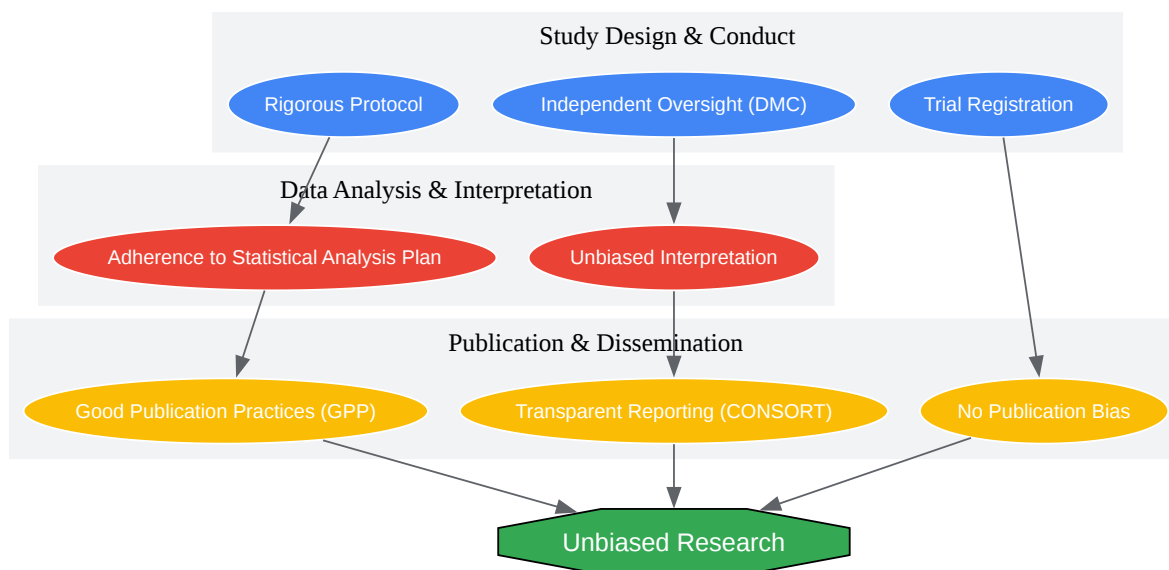 Study Design & Conduct
Rigorous Protocol
Independent Oversight (DMC)
Trial Registration
Data Analysis & Interpretation
Adherence to Statistical Analysis Plan
Unbiased Interpretation
Publication & Dissemination
Good Publication Practices (GPP)
Transparent Reporting (CONSORT)
No Publication Bias
Unbiased Research